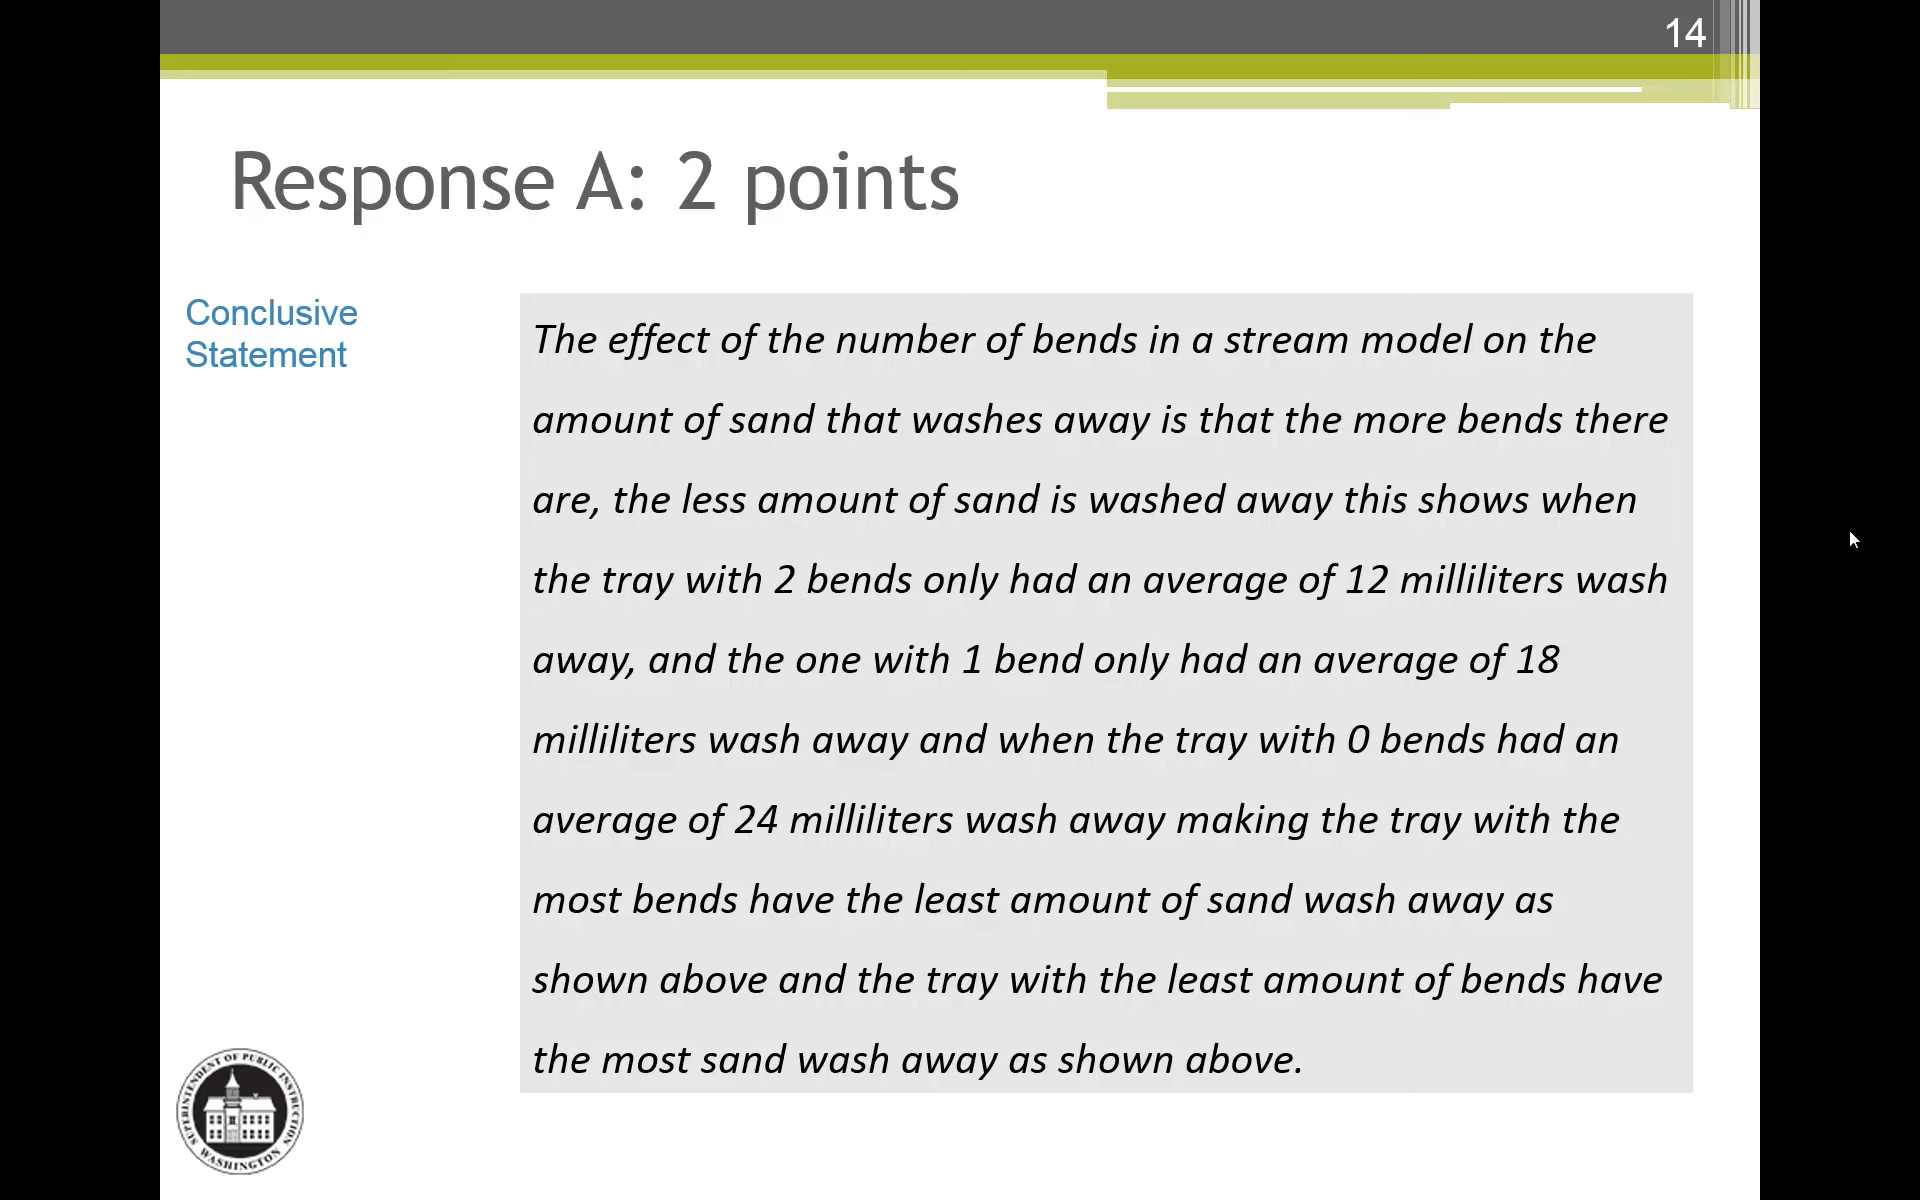 14
Response A: 2 points
Conclusive
Statement
The effect of the number of bends in a stream model on the
amount of sand that washes away is that the more bends there
are, the less amount of sand is washed away this shows when
the tray with 2 bends only had an average of 12 milliliters wash
away, and the one with 1 bend only had an average of 18
milliliters wash away and when the tray with 0 bends had an
average of 24 milliliters wash away making the tray with the
most bends have the least amount of sand wash away as
shown above and the tray with the least amount of bends have
the most sand wash away as shown above.
SUPERINTENDENT OF PUBLIC INSTRUCTION
WASHINGTON